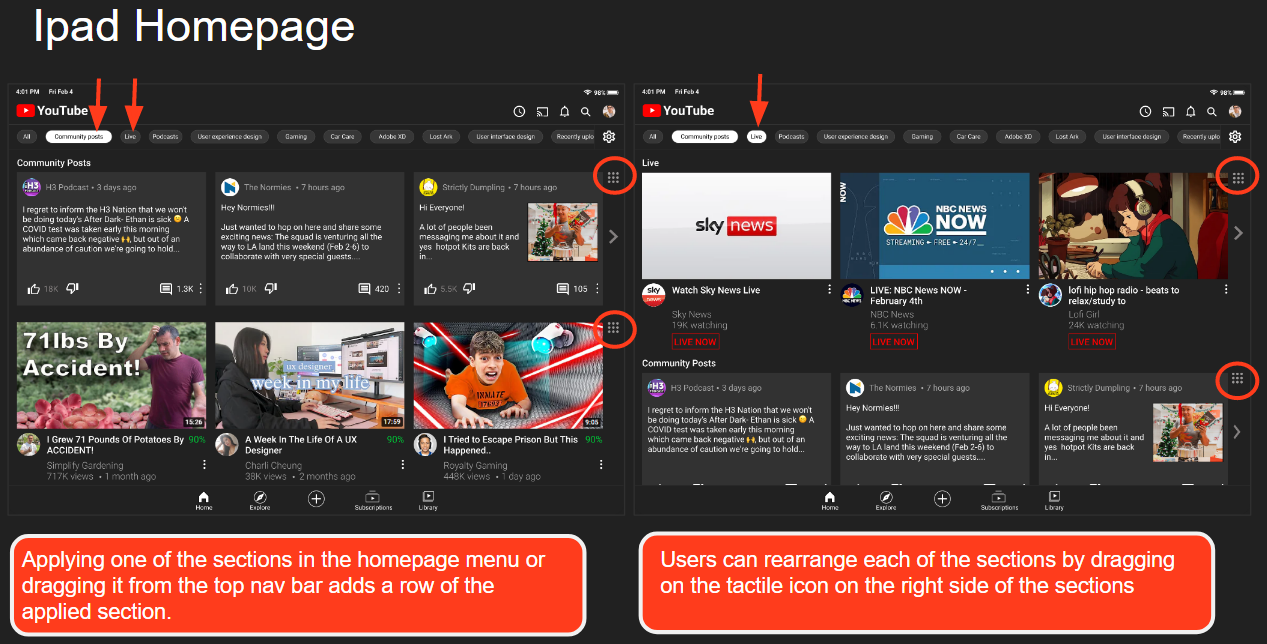 Ipad Homepage
4:01 PM Fri Feb 4
98%
YouTube
All Community posts Live Podcasts User experience design Gaming Car Care Adobe XD Lost Ark User interface design Recently uplo
Community Posts
H3 Podcast • 3 days ago
I regret to inform the H3 Nation that we won't
be doing today's After Dark- Ethan is sick 😔 A
COVID test was taken early this morning
which came back negative 🙌, but out of an
abundance of caution we're going to hold...
18K 1.3K
The Normies • 7 hours ago
Hey Normies!!!
Just wanted to hop on here and share some
exciting news: The squad is venturing all the
way to LA land this weekend (Feb 2-6) to
collaborate with very special guests....
10K 420
Strictly Dumpling • 7 hours ago
Hi Everyone!
A lot of people been
messaging me about it and
yes hotpot Kits are back
in...
5.5K 105
71lbs By
Accident!
15:26
I Grew 71 Pounds Of Potatoes By
ACCIDENT!
90%
Simplify Gardening
717K views • 1 month ago
ux designer
week in my life
17:59
A Week In The Life Of A UX
Designer
90%
Charli Cheung
38K views • 2 months ago
9:05
I Tried to Escape Prison But This
Happened..
90%
Royalty Gaming
448K views • 1 day ago
Home Explore Subscriptions Library
Applying one of the sections in the homepage menu or
dragging it from the top nav bar adds a row of the
applied section.
4:01 PM Fri Feb 4
98%
YouTube
All Community posts Live Podcasts User experience design Gaming Car Care Adobe XD Lost Ark User interface design Recently uplo
Live
sky news
sky news
Watch Sky News Live
Sky News
19K watching
LIVE NOW
NOW
NBC NEWS
NOW
STREAMING ► FREE ► 24/7
LIVE: NBC News NOW -
February 4th
NBC News
6.1K watching
LIVE NOW
lofi hip hop radio - beats to
relax/study to
Lofi Girl
24K watching
LIVE NOW
Community Posts
H3 Podcast • 3 days ago
I regret to inform the H3 Nation that we won't
be doing today's After Dark- Ethan is sick 😔 A
COVID test was taken early this morning
which came back negative 🙌, but out of an
abundance of caution we're going to hold...
The Normies • 7 hours ago
Hey Normies!!!
Just wanted to hop on here and share some
exciting news: The squad is venturing all the
way to LA land this weekend (Feb 2-6) to
collaborate with very special guests....
Strictly Dumpling • 7 hours ago
Hi Everyone!
A lot of people been
messaging me about it and
yes hotpot Kits are back
in...
Home Explore Subscriptions Library
Users can rearrange each of the sections by dragging
on the tactile icon on the right side of the sections